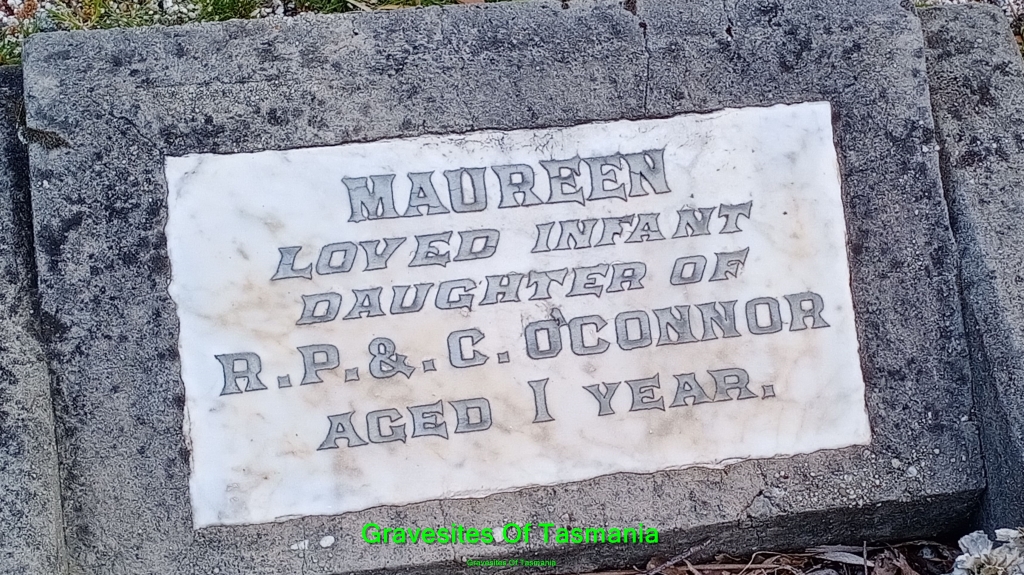 MAUREEN
LOVED INFANT
DAUGHTER OF
R.P.&.C. O'CONNOR
AGED 1 YEAR.
Gravesites Of Tasmania
Gravesites Of Tasmania